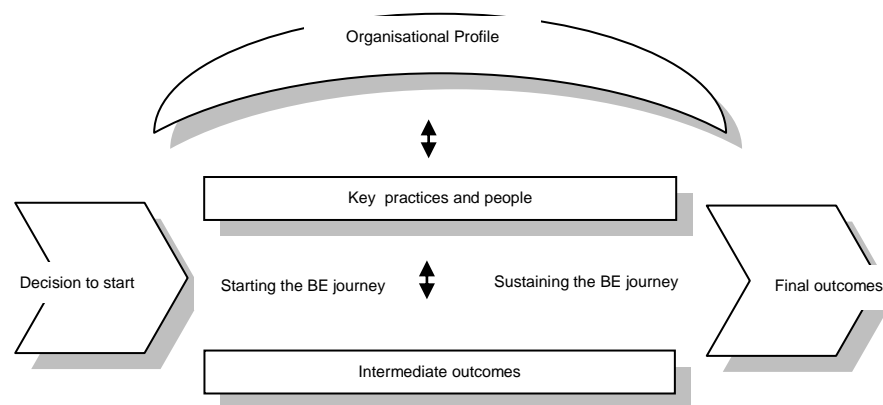 Organisational Profile
Key practices and people
Decision to start
Starting the BE journey
Sustaining the BE journey
Final outcomes
Intermediate outcomes